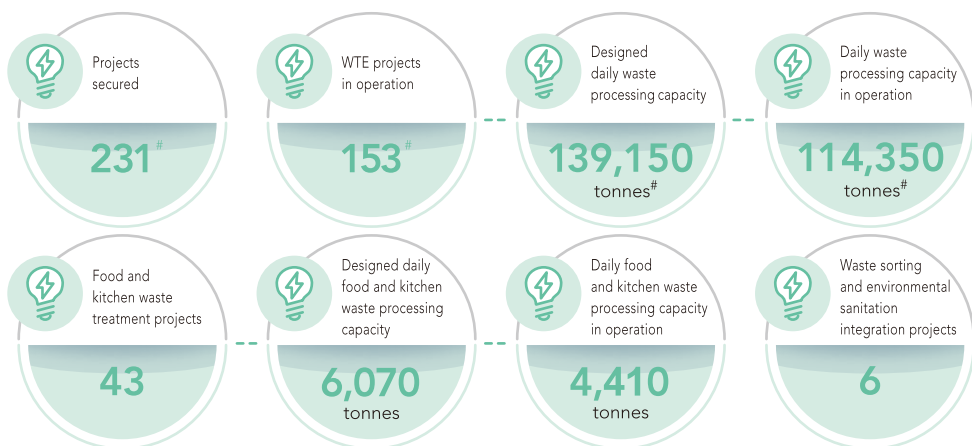 Projects
secured
231#
WTE projects
in operation
153#
Designed
daily waste
processing capacity
139,150
tonnes#
Daily waste
processing capacity
in operation
114,350
tonnes#
Food and
kitchen waste
treatment projects
43
Designed daily
food and kitchen
waste processing
capacity
6,070
tonnes
Daily food
and kitchen waste
processing capacity
in operation
4,410
tonnes
Waste sorting
and environmental
sanitation
integration projects
6